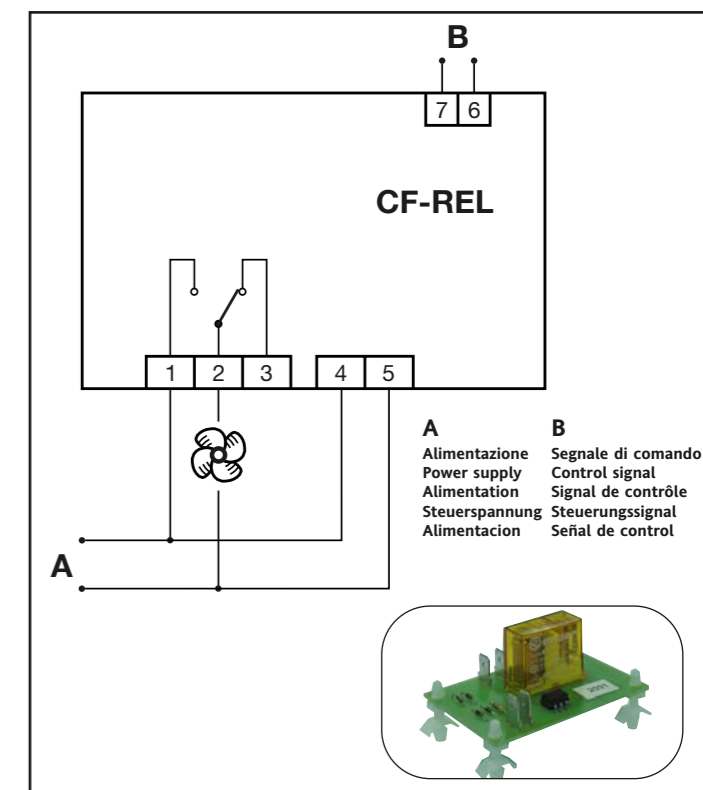 B
7 6
CF-REL
1 2 3 4 5
A B
Alimentazione Segnale di comando
Power supply Control signal
Alimentation Signal de contrôle
Steuerspannung Steuerungssignal
Alimentacion Señal de control
A